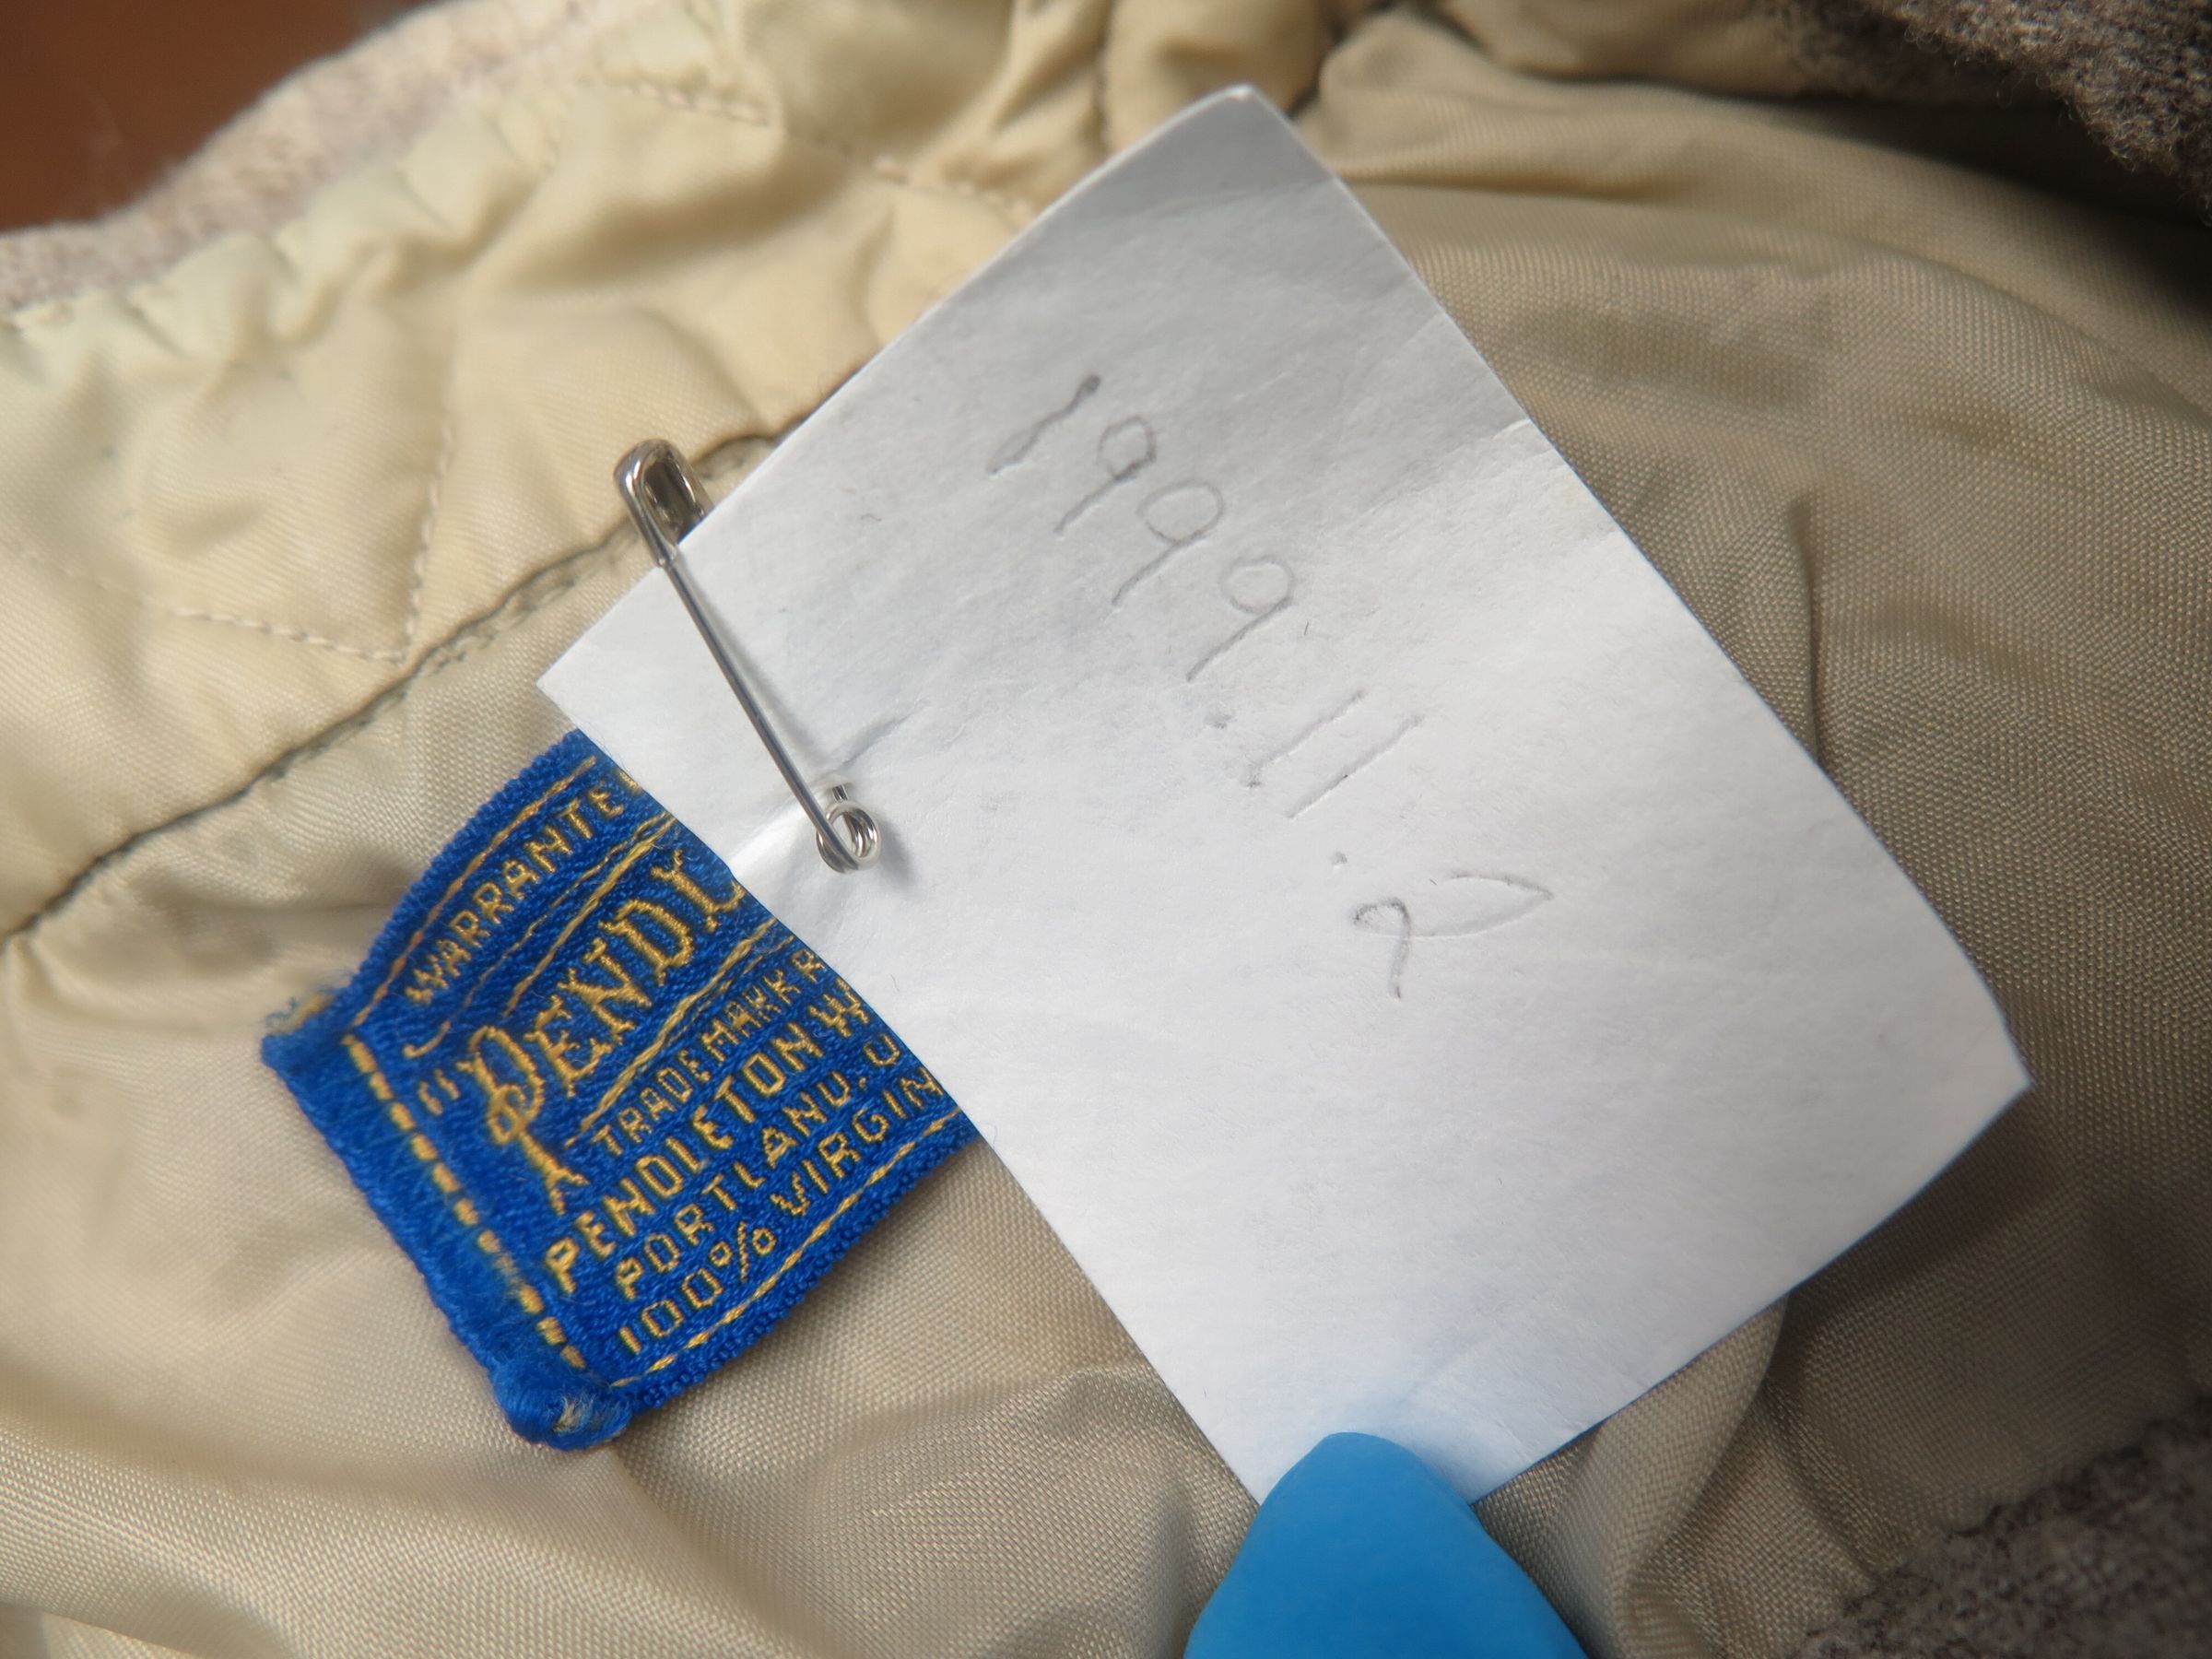 1999.11.2
WARRANTE
"PENDL
TRADEMARK R
PENDLETON W
PORTLAND, O
100% VIRGIN